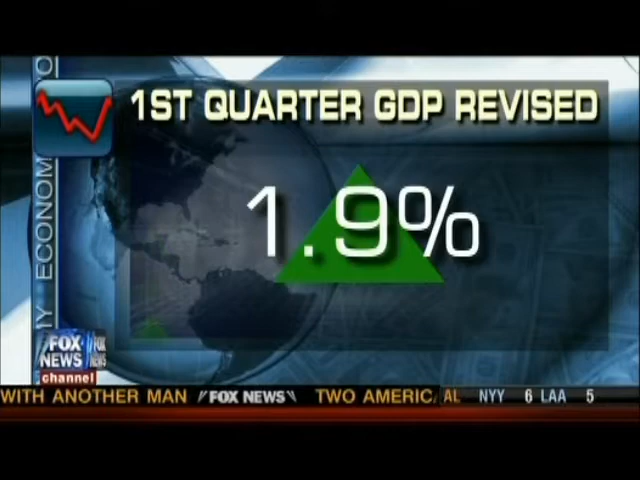 1ST QUARTER GDP REVISED
1.9%
ECONOM
FOX
NEWS
channel
WITH ANOTHER MAN FOX NEWS TWO AMERIC AL NYY 6 LAA 5